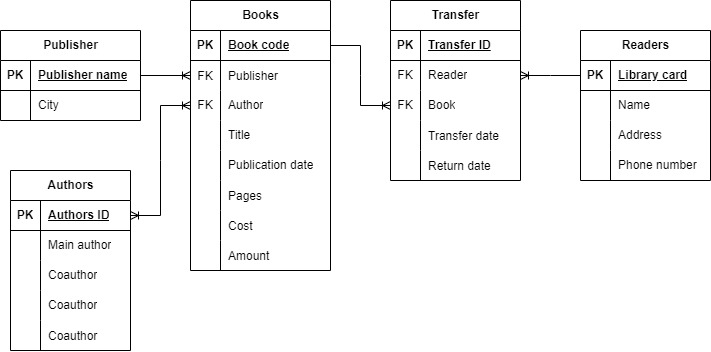 Publisher
PK Publisher name
City
Books
PK Book code
FK Publisher
FK Author
Title
Publication date
Pages
Cost
Amount
Transfer
PK Transfer ID
FK Reader
FK Book
Transfer date
Return date
Readers
PK Library card
Name
Address
Phone number
Authors
PK Authors ID
Main author
Coauthor
Coauthor
Coauthor